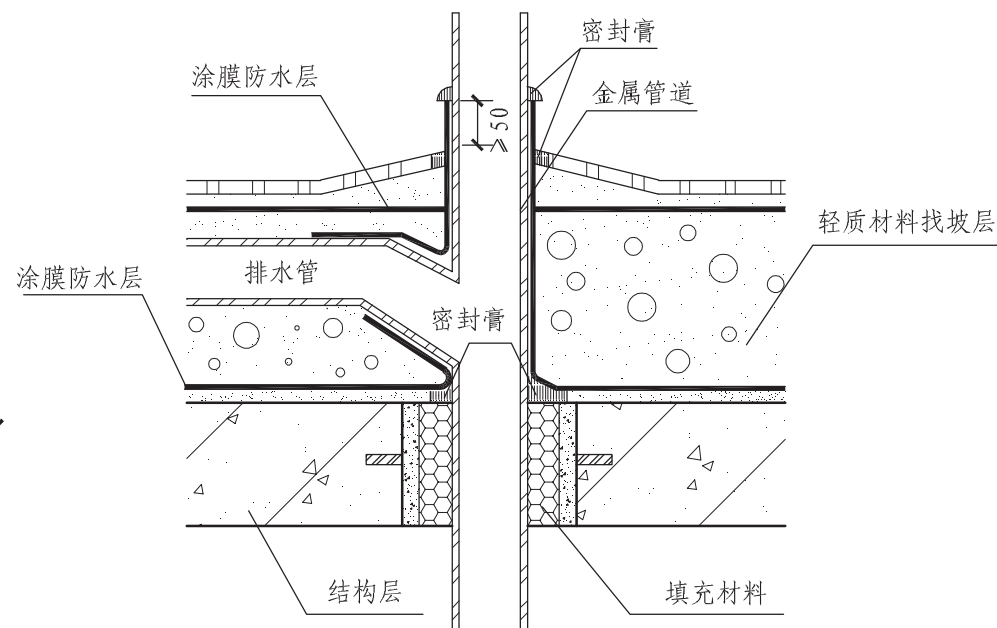 密封膏
涂膜防水层
金属管道
≥50
轻质材料找坡层
排水管
涂膜防水层
密封膏
结构层
填充材料